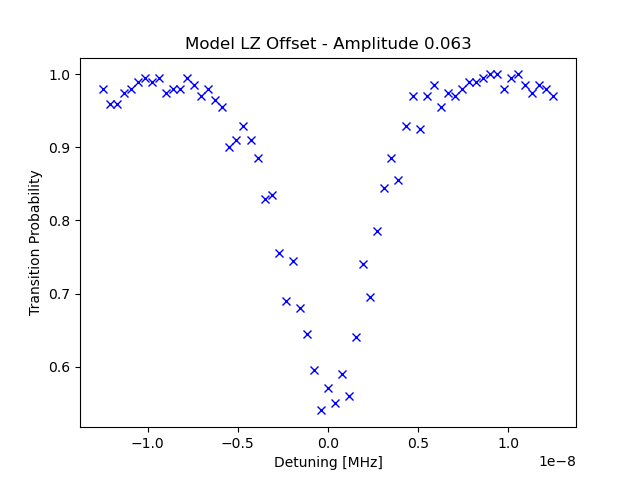 Model LZ Offset - Amplitude 0.063
1.0
0.9
0.8
0.7
0.6
Transition Probability
−1.0 −0.5 0.0 0.5 1.0
1e−8
Detuning [MHz]